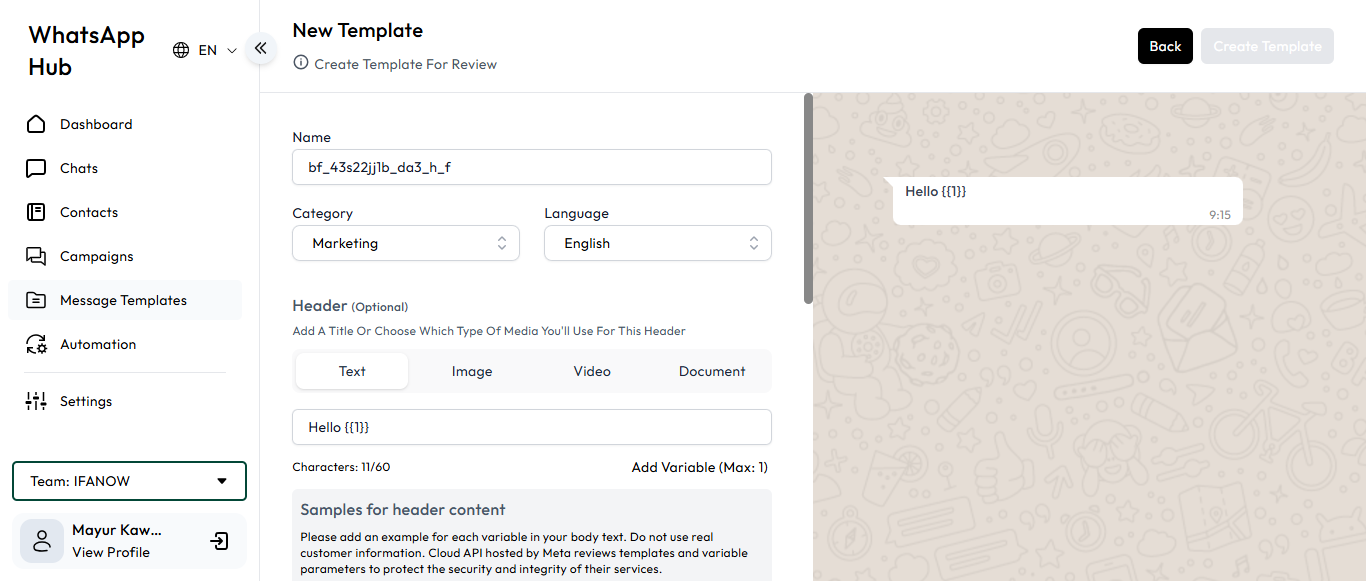 WhatsApp
Hub
EN
Dashboard
Chats
Contacts
Campaigns
Message Templates
Automation
Settings
Team: IFANOW
Mayur Kaw...
View Profile
New Template
Create Template For Review
Back
Create Template
Name
bf_43s22jj1b_da3_h_f
Category
Language
Marketing
English
Header (Optional)
Add A Title Or Choose Which Type Of Media You'll Use For This Header
Text
Image
Video
Document
Hello {{1}}
Characters: 11/60
Add Variable (Max: 1)
Samples for header content
Please add an example for each variable in your body text. Do not use real
customer information. Cloud API hosted by Meta reviews templates and variable
parameters to protect the security and integrity of their services.
Hello {{1}}
9:15